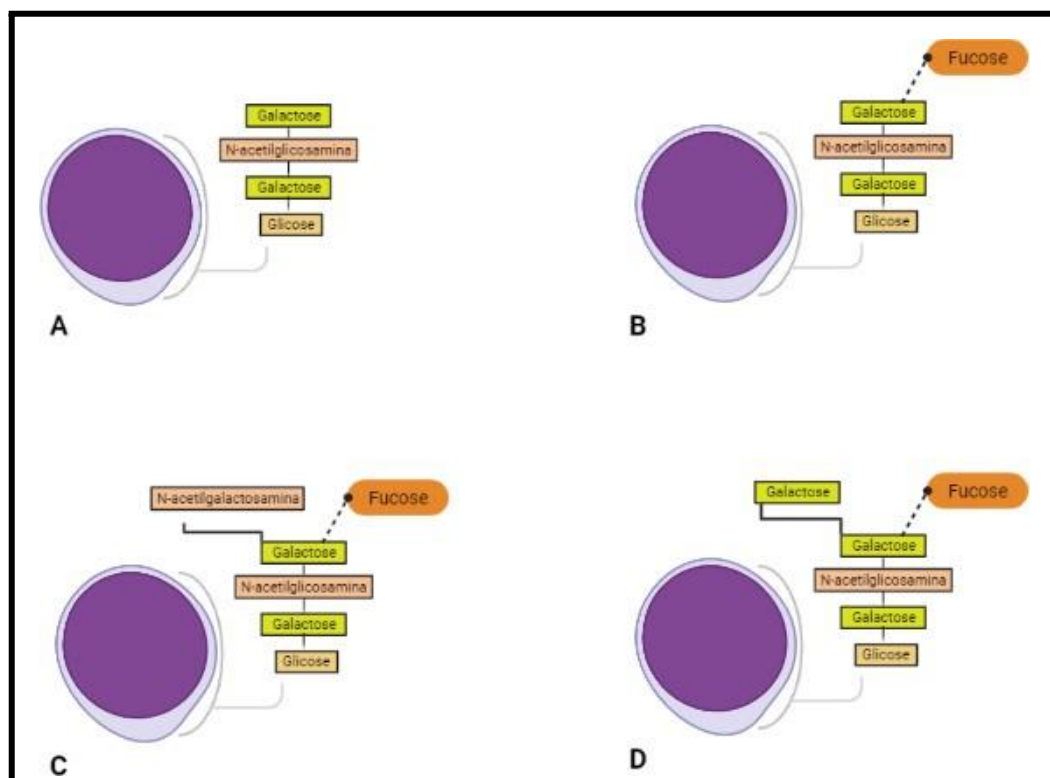 Galactose
N-acetilglicosamina
Galactose
Glicose
A
Fucose
Galactose
N-acetilglicosamina
Galactose
Glicose
B
N-acetilgalactosamina
Fucose
Galactose
N-acetilglicosamina
Galactose
Glicose
C
Galactose
Fucose
Galactose
N-acetilglicosamina
Galactose
Glicose
D